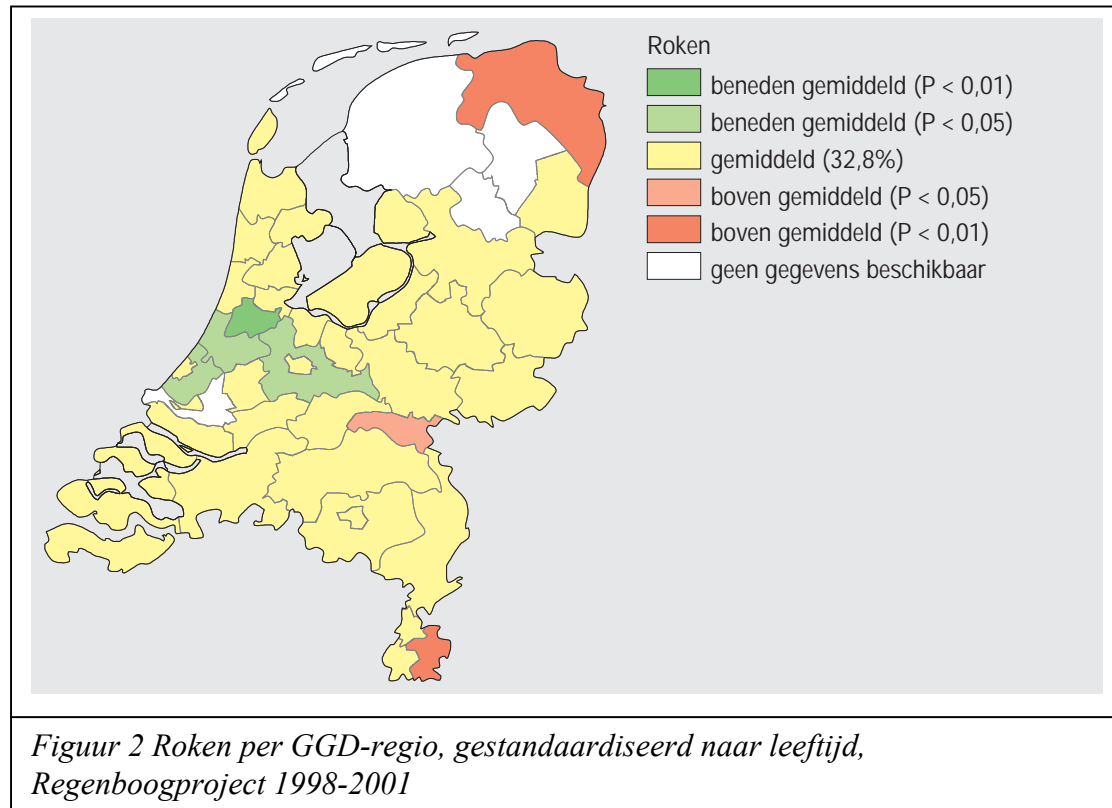 Roken
beneden gemiddeld (P < 0,01)
beneden gemiddeld (P < 0,05)
gemiddeld (32,8%)
boven gemiddeld (P < 0,05)
boven gemiddeld (P < 0,01)
geen gegevens beschikbaar
Figuur 2 Roken per GGD-regio, gestandaardiseerd naar leeftijd,
Regenboogproject 1998-2001